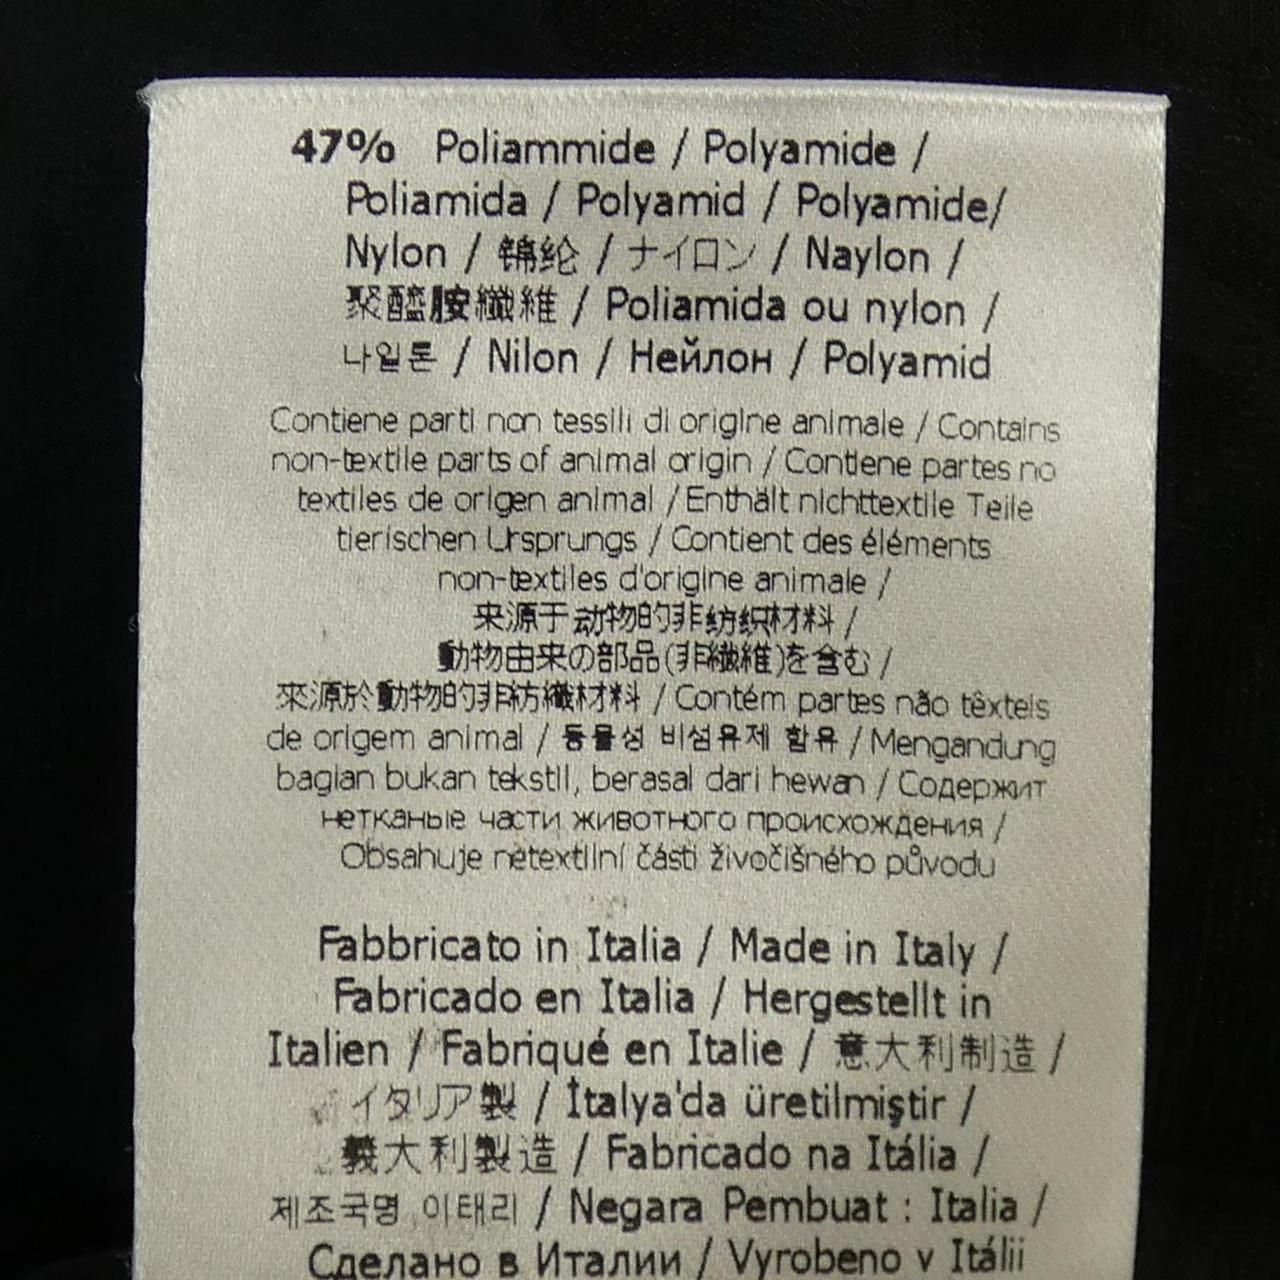 47% Poliammide / Polyamide /
Poliamida / Polyamid / Polyamide/
Nylon / 锦纶 / ナイロン / Naylon /
聚醯胺纖維 / Poliamida ou nylon /
나일론 / Nilon / Нейлон / Polyamid
Contiene parti non tessili di origine animale / Contains
non-textile parts of animal origin / Contiene partes no
textiles de origen animal / Enthält nichttextile Teile
tierischen Ursprungs / Contient des éléments
non-textiles d'origine animale /
来源于动物的非纺织材料 /
動物由来の部品(非繊維)を含む /
來源於動物的非紡織材料 / Contém partes não têxteis
de origem animal / 동물성 비섬유제 함유 / Mengandung
bagian bukan tekstil, berasal dari hewan / Содержит
нетканые части животного происхождения /
Obsahuje netextilní části živočišného původu
Fabbricato in Italia / Made in Italy /
Fabricado en Italia / Hergestellt in
Italien / Fabriqué en Italie / 意大利制造 /
イタリア製 / İtalya'da üretilmiştir /
義大利製造 / Fabricado na Itália /
제조국명 이태리 / Negara Pembuat : Italia /
Сделано в Италии / Vyrobeno v Itálii